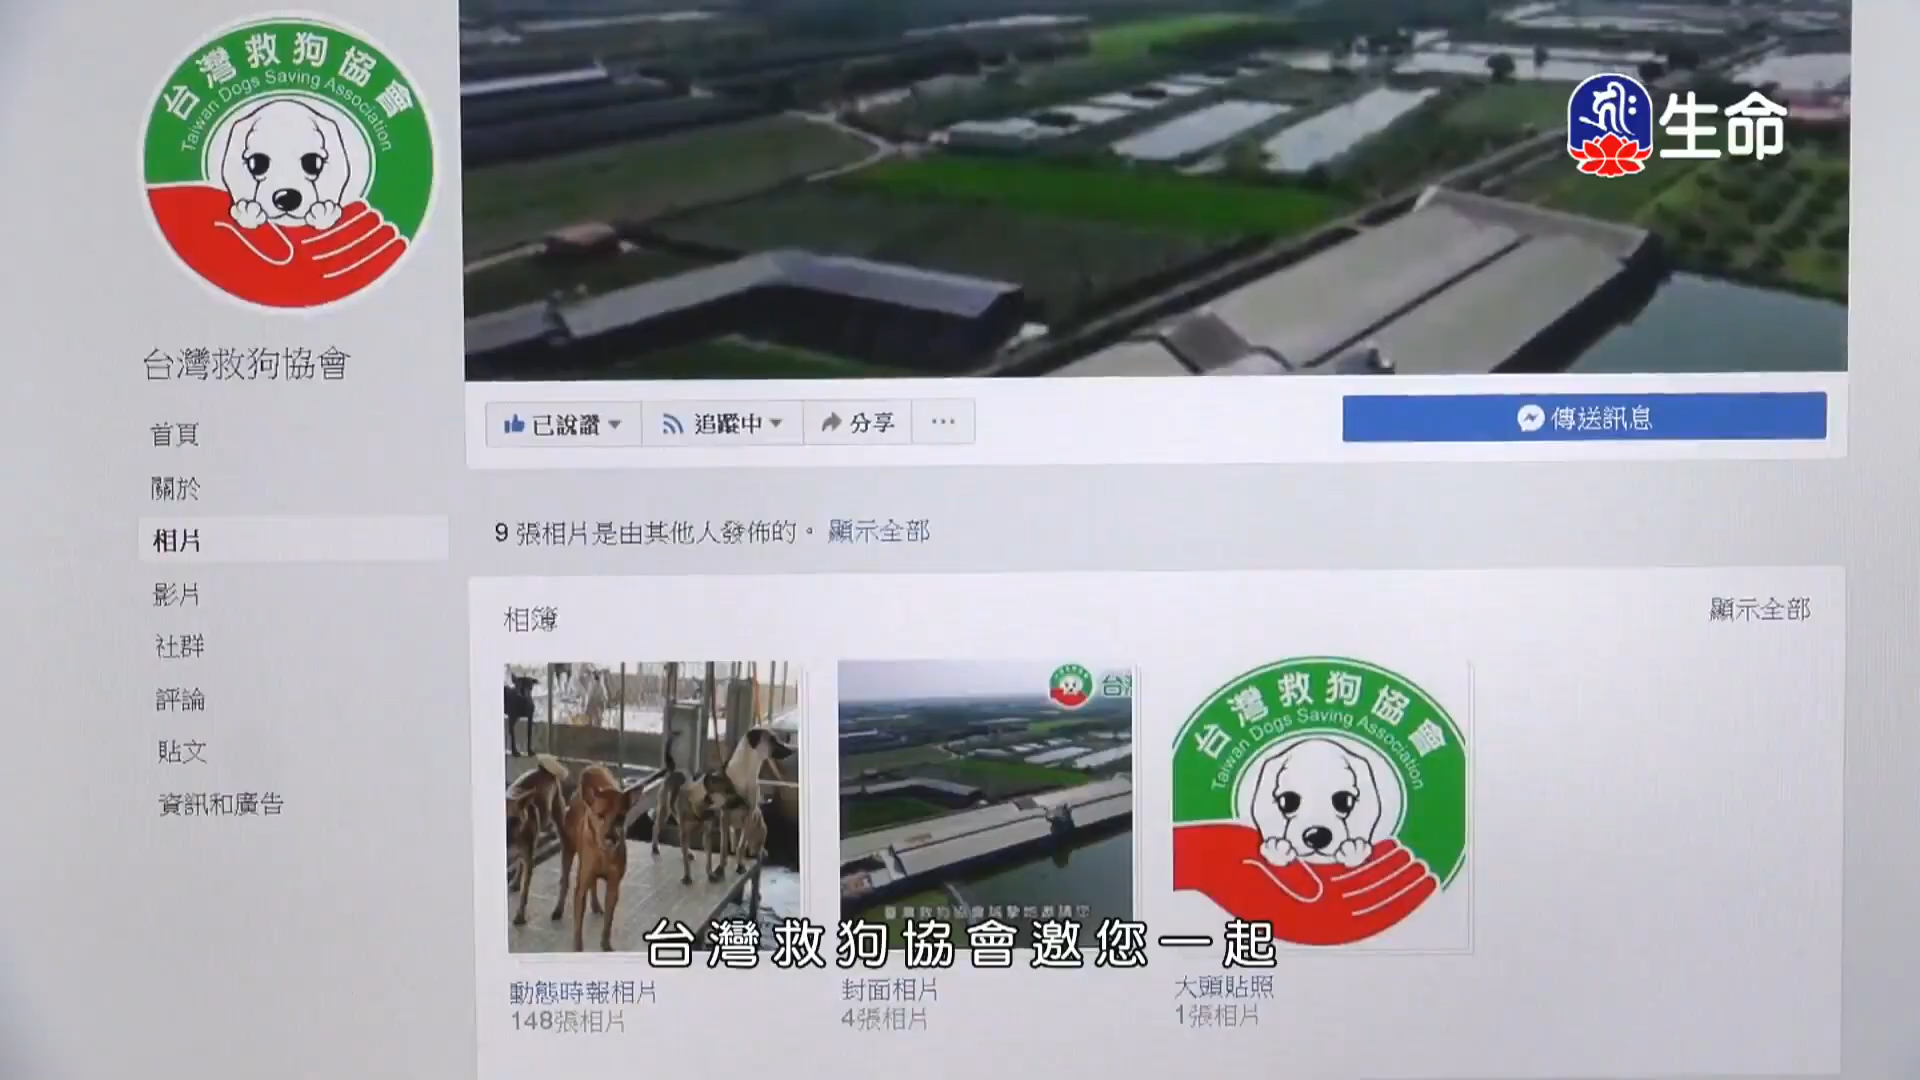 台灣救狗協會
Taiwan Dogs Saving Association
生命
台灣救狗協會
首頁
關於
相片
影片
社群
評論
貼文
資訊和廣告
已說讚
追蹤中
分享
傳送訊息
9 張相片是由其他人發佈的。 顯示全部
相簿
顯示全部
台灣救狗協會
Taiwan Dogs Saving Association
台灣救狗協會邀您一起
動態時報相片
148張相片
封面相片
4張相片
大頭貼照
1張相片